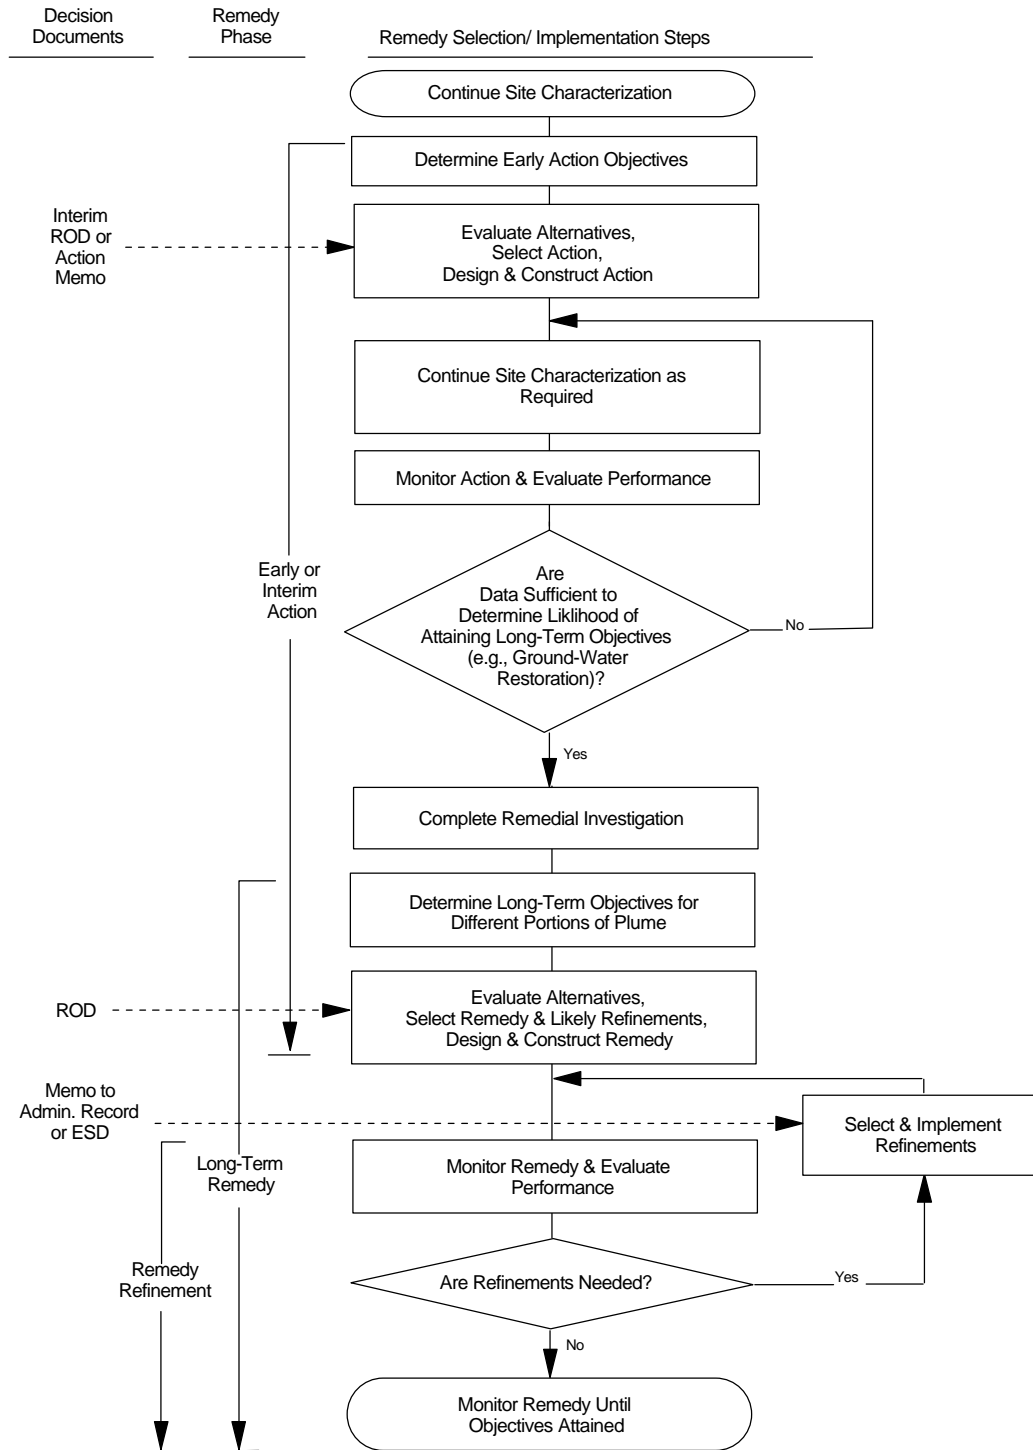 Decision
Documents
Remedy
Phase
Remedy Selection/ Implementation Steps
Continue Site Characterization
Determine Early Action Objectives
Interim
ROD or
Action
Memo
Evaluate Alternatives,
Select Action,
Design & Construct Action
Continue Site Characterization as
Required
Monitor Action & Evaluate Performance
Early or
Interim
Action
Are
Data Sufficient to
Determine Liklihood of
Attaining Long-Term Objectives
(e.g., Ground-Water
Restoration)?
No
Yes
Complete Remedial Investigation
Determine Long-Term Objectives for
Different Portions of Plume
ROD
Evaluate Alternatives,
Select Remedy & Likely Refinements,
Design & Construct Remedy
Memo to
Admin. Record
or ESD
Select & Implement
Refinements
Long-Term
Remedy
Monitor Remedy & Evaluate
Performance
Remedy
Refinement
Are Refinements Needed?
Yes
No
Monitor Remedy Until
Objectives Attained